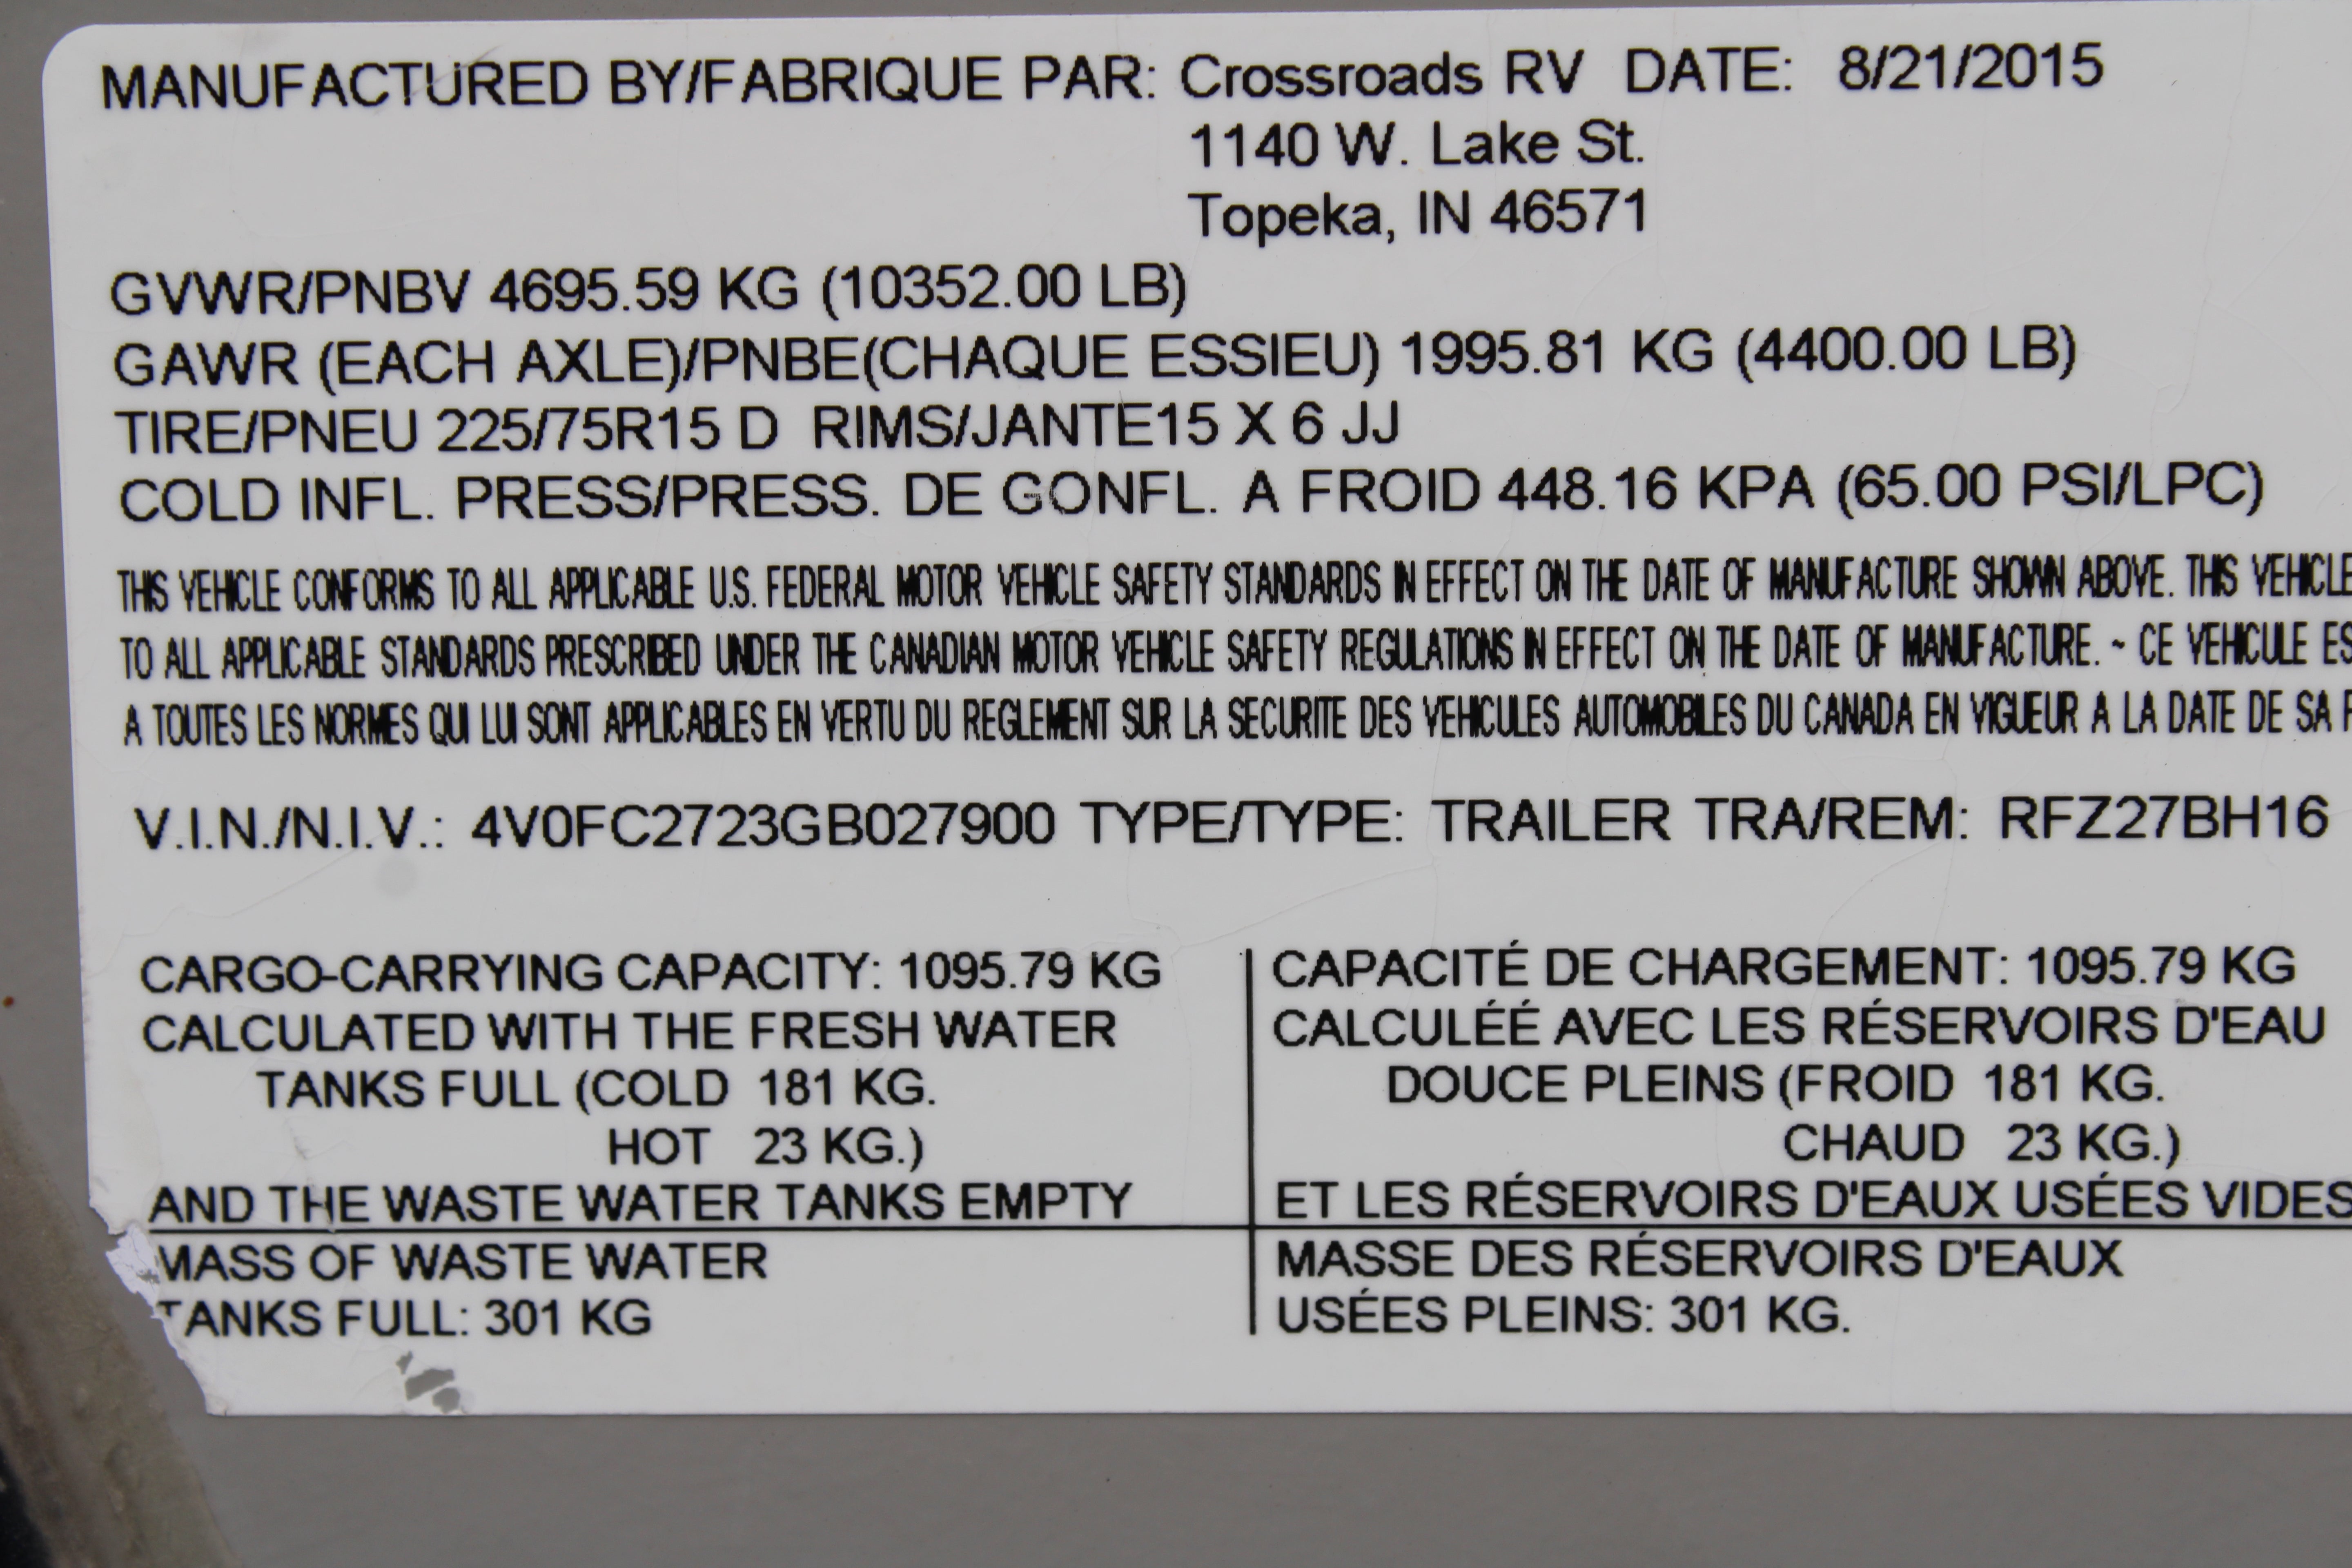 MANUFACTURED BY/FABRIQUE PAR: Crossroads RV DATE: 8/21/2015
1140 W. Lake St.
Topeka, IN 46571
GVWR/PNBV 4695.59 KG (10352.00 LB)
GAWR (EACH AXLE)/PNBE(CHAQUE ESSIEU) 1995.81 KG (4400.00 LB)
TIRE/PNEU 225/75R15 D RIMS/JANTE15 X 6 JJ
COLD INFL. PRESS/PRESS. DE GONFL. A FROID 448.16 KPA (65.00 PSI/LPC)
THIS VEHICLE CONFORMS TO ALL APPLICABLE U.S. FEDERAL MOTOR VEHICLE SAFETY STANDARDS IN EFFECT ON THE DATE OF MANUFACTURE SHOWN ABOVE. THIS VEHICLE
TO ALL APPLICABLE STANDARDS PRESCRIBED UNDER THE CANADIAN MOTOR VEHICLE SAFETY REGULATIONS IN EFFECT ON THE DATE OF MANUFACTURE. ~ CE VEHICULE ES
A TOUTES LES NORMES QUI LUI SONT APPLICABLES EN VERTU DU REGLEMENT SUR LA SECURITE DES VEHICULES AUTOMOBILES DU CANADA EN VIGUEUR A LA DATE DE SA
V.I.N./N.I.V.: 4V0FC2723GB027900 TYPE/TYPE: TRAILER TRA/REM: RFZ27BH16
CARGO-CARRYING CAPACITY: 1095.79 KG
CALCULATED WITH THE FRESH WATER
TANKS FULL (COLD 181 KG.
HOT 23 KG.)
AND THE WASTE WATER TANKS EMPTY
MASS OF WASTE WATER
TANKS FULL: 301 KG
CAPACITÉ DE CHARGEMENT: 1095.79 KG
CALCULÉÉ AVEC LES RÉSERVOIRS D'EAU
DOUCE PLEINS (FROID 181 KG.
CHAUD 23 KG.)
ET LES RÉSERVOIRS D'EAUX USÉES VIDES
MASSE DES RÉSERVOIRS D'EAUX
USÉES PLEINS: 301 KG.